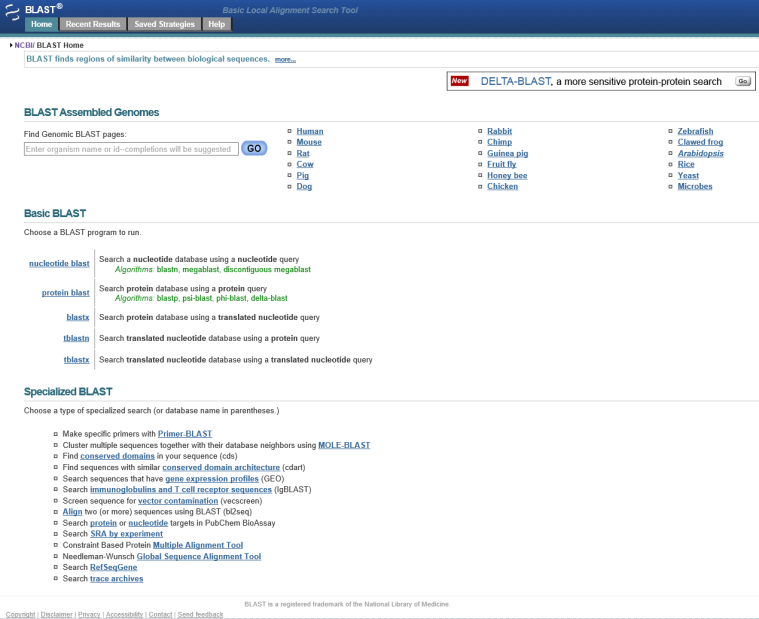 BLAST®
Basic Local Alignment Search Tool
Home Recent Results Saved Strategies Help
NCBI/ BLAST Home
BLAST finds regions of similarity between biological sequences. more...
New DELTA-BLAST, a more sensitive protein-protein search Go
BLAST Assembled Genomes
Find Genomic BLAST pages:
Enter organism name or id--completions will be suggested GO
Human
Mouse
Rat
Cow
Pig
Dog
Rabbit
Chimp
Guinea pig
Fruit fly
Honey bee
Chicken
Zebrafish
Clawed frog
Arabidopsis
Rice
Yeast
Microbes
Basic BLAST
Choose a BLAST program to run.
nucleotide blast Search a nucleotide database using a nucleotide query
Algorithms: blastn, megablast, discontiguous megablast
protein blast Search protein database using a protein query
Algorithms: blastp, psi-blast, phi-blast, delta-blast
blastx Search protein database using a translated nucleotide query
tblastn Search translated nucleotide database using a protein query
tblastx Search translated nucleotide database using a translated nucleotide query
Specialized BLAST
Choose a type of specialized search (or database name in parentheses.)
Make specific primers with Primer-BLAST
Cluster multiple sequences together with their database neighbors using MOLE-BLAST
Find conserved domains in your sequence (cds)
Find sequences with similar conserved domain architecture (cdart)
Search sequences that have gene expression profiles (GEO)
Search immunoglobulins and T cell receptor sequences (IgBLAST)
Screen sequence for vector contamination (vecscreen)
Align two (or more) sequences using BLAST (bl2seq)
Search protein or nucleotide targets in PubChem BioAssay
Search SRA by experiment
Constraint Based Protein Multiple Alignment Tool
Needleman-Wunsch Global Sequence Alignment Tool
Search RefSeqGene
Search trace archives
BLAST is a registered trademark of the National Library of Medicine.
Copyright | Disclaimer | Privacy | Accessibility | Contact | Send feedback